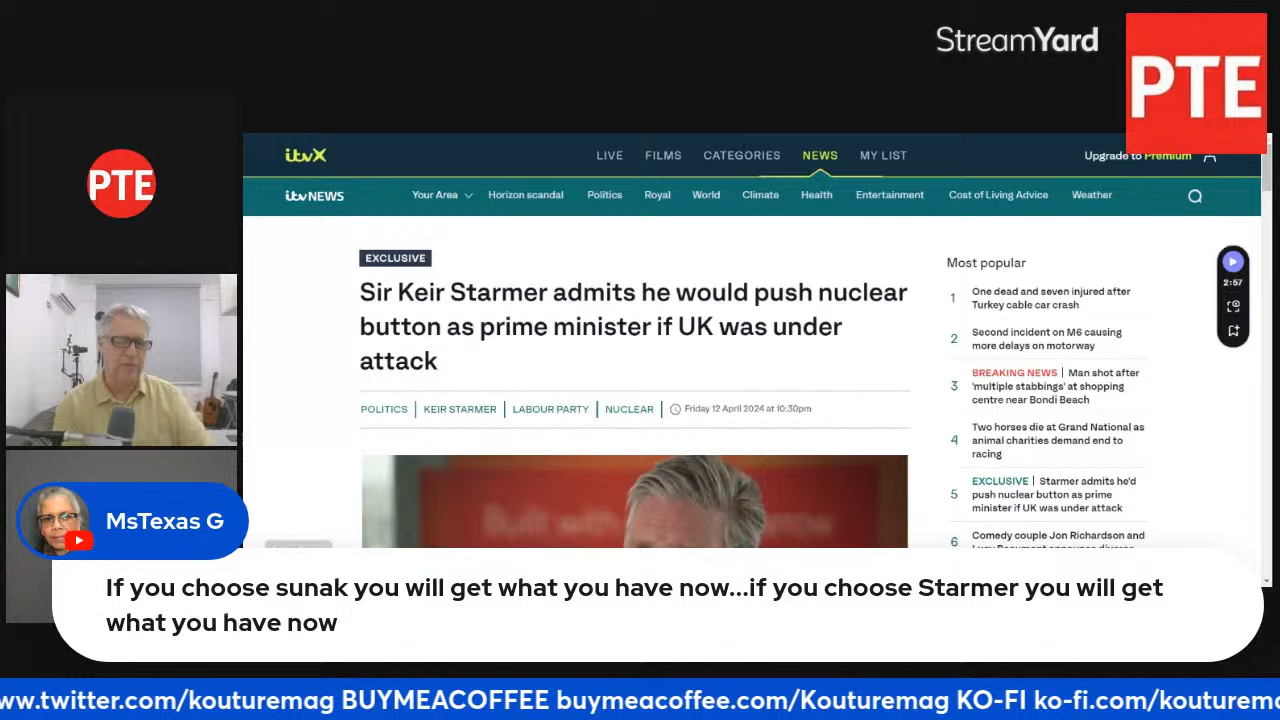 StreamYard
PTE
PTE
itvX
LIVE FILMS CATEGORIES NEWS MY LIST
Upgrade to Premium
itv NEWS
Your Area Horizon scandal Politics Royal World Climate Health Entertainment Cost of Living Advice Weather
EXCLUSIVE
Sir Keir Starmer admits he would push nuclear
button as prime minister if UK was under
attack
POLITICS KEIR STARMER LABOUR PARTY NUCLEAR Friday 12 April 2024 at 10:30pm
Most popular
1 One dead and seven injured after
Turkey cable car crash
2 Second incident on M6 causing
more delays on motorway
3 BREAKING NEWS | Man shot after
'multiple stabbings' at shopping
centre near Bondi Beach
4 Two horses die at Grand National as
animal charities demand end to
racing
5 EXCLUSIVE | Starmer admits he'd
push nuclear button as prime
minister if UK was under attack
6 Comedy couple Jon Richardson and
2:57
MsTexas G
If you choose sunak you will get what you have now...if you choose Starmer you will get
what you have now
ww.twitter.com/kouturemag BUYMEACOFFEE buymeacoffee.com/Kouturemag KO-FI ko-fi.com/kouturema